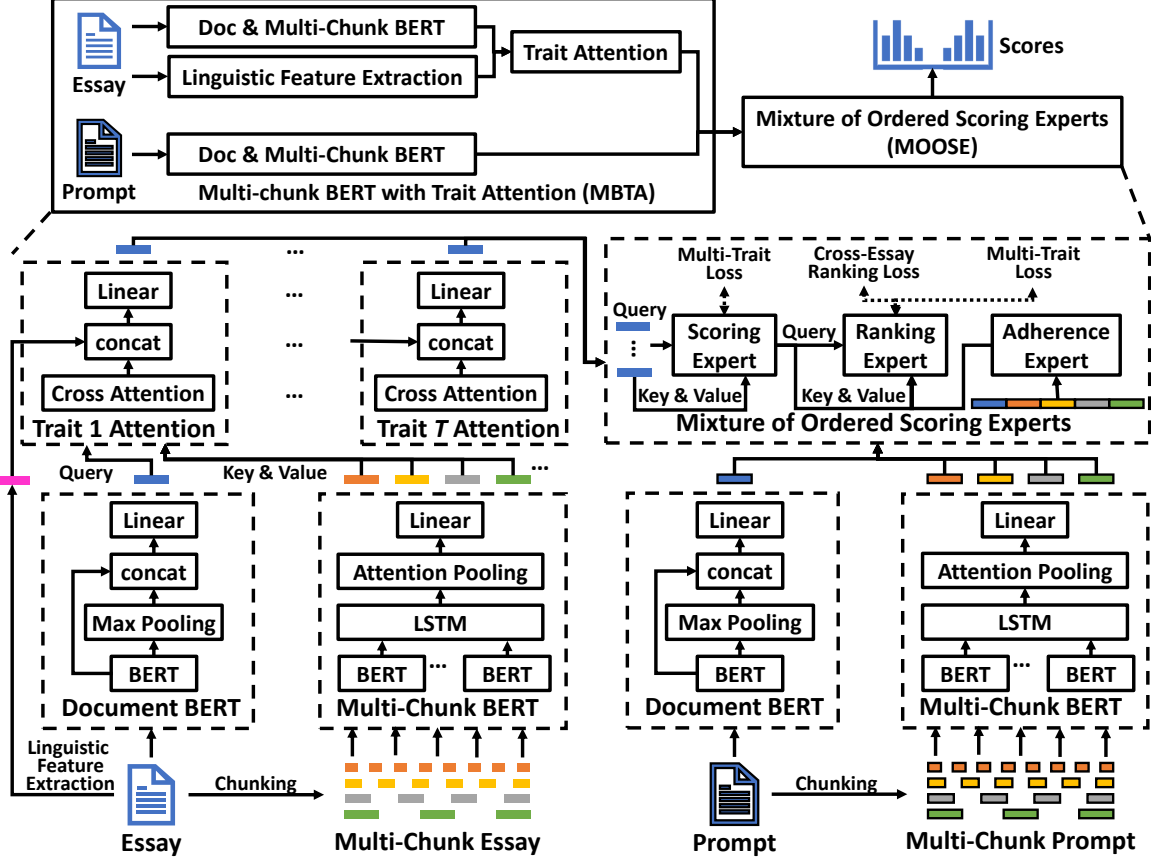 Doc & Multi-Chunk BERT
Linguistic Feature Extraction
Essay
Trait Attention
Scores
Mixture of Ordered Scoring Experts
(MOOSE)
Doc & Multi-Chunk BERT
Prompt
Multi-chunk BERT with Trait Attention (MBTA)
...
Linear
concat
Cross Attention
Trait 1 Attention
...
...
...
Linear
concat
Cross Attention
Trait T Attention
Multi-Trait
Loss
Cross-Essay
Ranking Loss
Multi-Trait
Loss
Query
...
Scoring
Expert
Query
Ranking
Expert
Adherence
Expert
Key & Value
Key & Value
Mixture of Ordered Scoring Experts
Query
Key & Value
...
Linear
concat
Max Pooling
BERT
Document BERT
Linear
Attention Pooling
LSTM
BERT
...
BERT
Multi-Chunk BERT
Linear
concat
Max Pooling
BERT
Document BERT
Linear
Attention Pooling
LSTM
BERT
...
BERT
Multi-Chunk BERT
Linguistic
Feature
Extraction
Essay
Chunking
Multi-Chunk Essay
Prompt
Chunking
Multi-Chunk Prompt